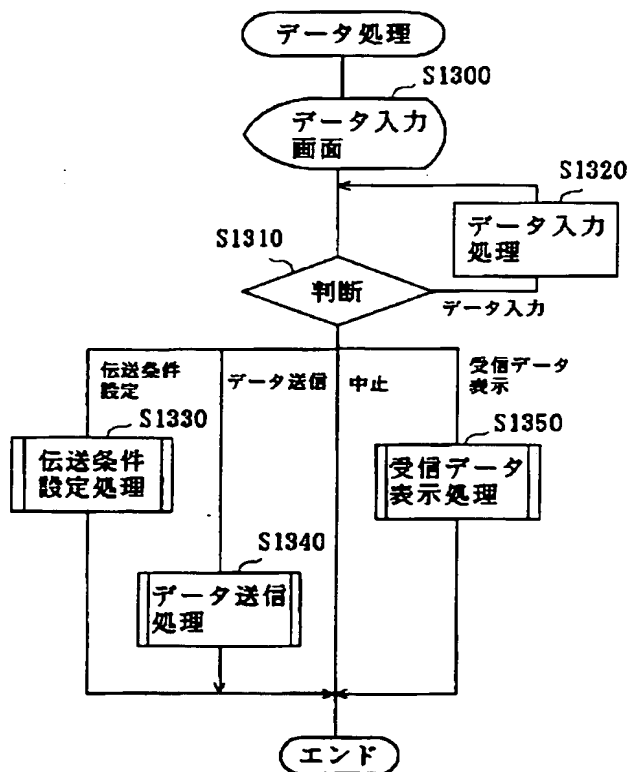 データ処理
S1300
データ入力
画面
S1320
データ入力
処理
S1310
判断
データ入力
伝送条件
設定
データ送信
中止
受信データ
表示
S1330
伝送条件
設定処理
S1350
受信データ
表示処理
S1340
データ送信
処理
エンド